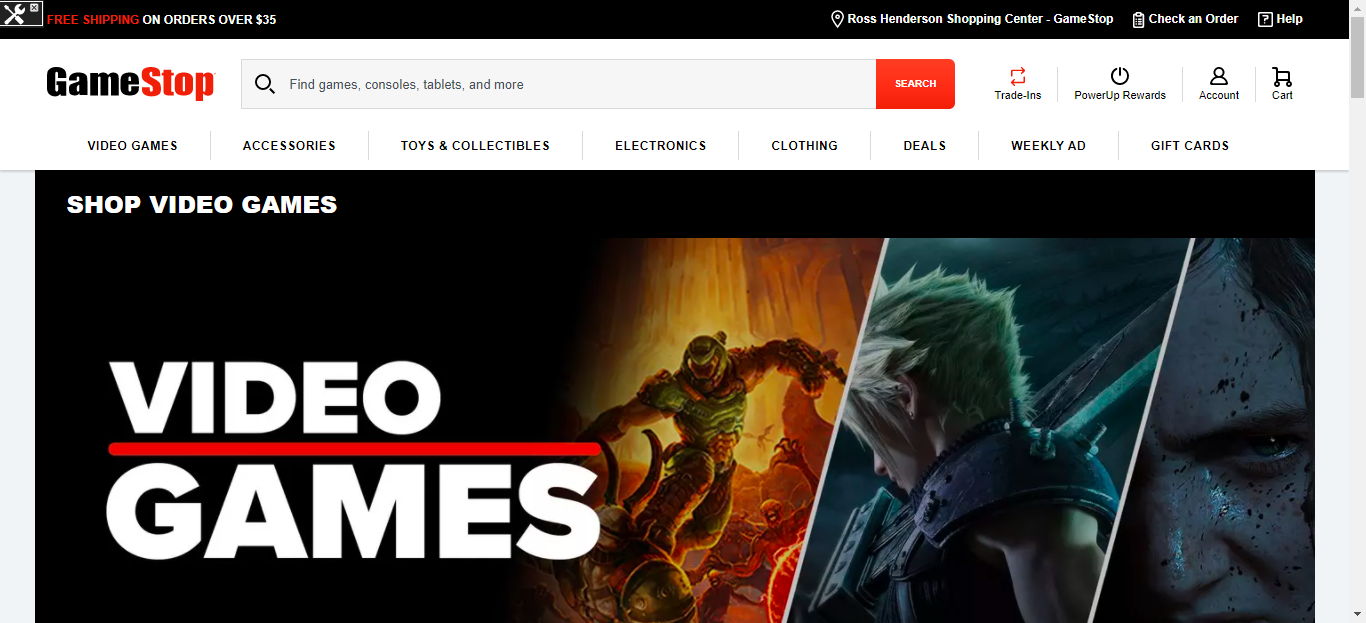 FREE SHIPPING ON ORDERS OVER $35
Ross Henderson Shopping Center - GameStop
Check an Order
Help
GameStop
Find games, consoles, tablets, and more
SEARCH
Trade-Ins
PowerUp Rewards
Account
Cart
VIDEO GAMES
ACCESSORIES
TOYS & COLLECTIBLES
ELECTRONICS
CLOTHING
DEALS
WEEKLY AD
GIFT CARDS
SHOP VIDEO GAMES
VIDEO
GAMES